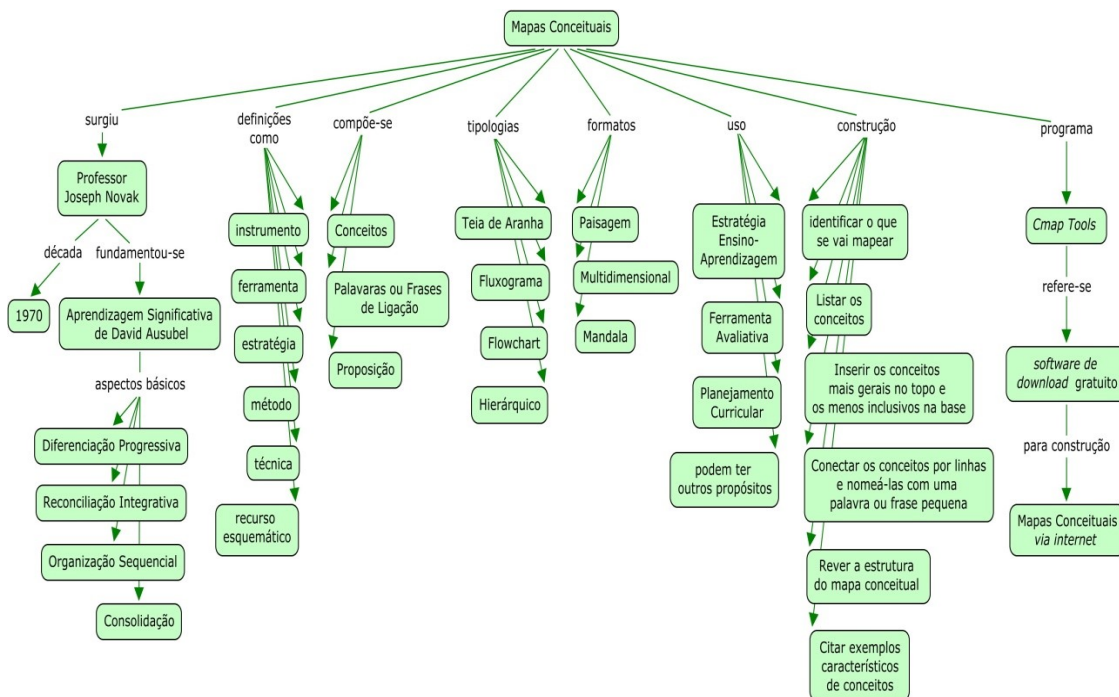 Mapas Conceituais
surgiu
Professor
Joseph Novak
década
fundamentou-se
1970
Aprendizagem Significativa
de David Ausubel
aspectos básicos
Diferenciação Progressiva
Reconciliação Integrativa
Organização Sequencial
Consolidação
definições
como
instrumento
ferramenta
estratégia
método
técnica
recurso
esquemático
compõe-se
Conceitos
Palavaras ou Frases
de Ligação
Proposição
tipologias
Teia de Aranha
Fluxograma
Flowchart
Hierárquico
formatos
Paisagem
Multidimensional
Mandala
uso
Estratégia
Ensino-
Aprendizagem
Ferramenta
Avaliativa
Planejamento
Curricular
podem ter
outros propósitos
construção
identificar o que
se vai mapear
Listar os
conceitos
Inserir os conceitos
mais gerais no topo e
os menos inclusivos na base
Conectar os conceitos por linhas
e nomeá-las com uma
palavra ou frase pequena
Rever a estrutura
do mapa conceitual
Citar exemplos
característicos
de conceitos
programa
Cmap Tools
refere-se
software de
download gratuito
para construção
Mapas Conceituais
via internet